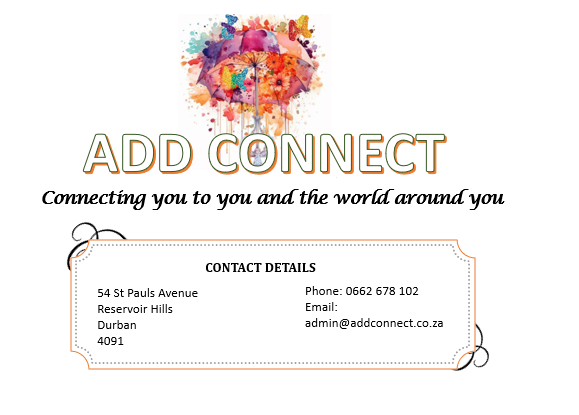 ADD CONNECT
Connecting you to you and the world around you
CONTACT DETAILS
54 St Pauls Avenue
Reservoir Hills
Durban
4091
Phone: 0662 678 102
Email:
admin@addconnect.co.za